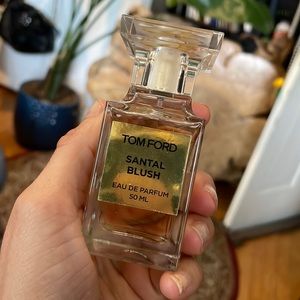 TOM FORD
SANTAL
BLUSH
EAU DE PARFUM
50 ML